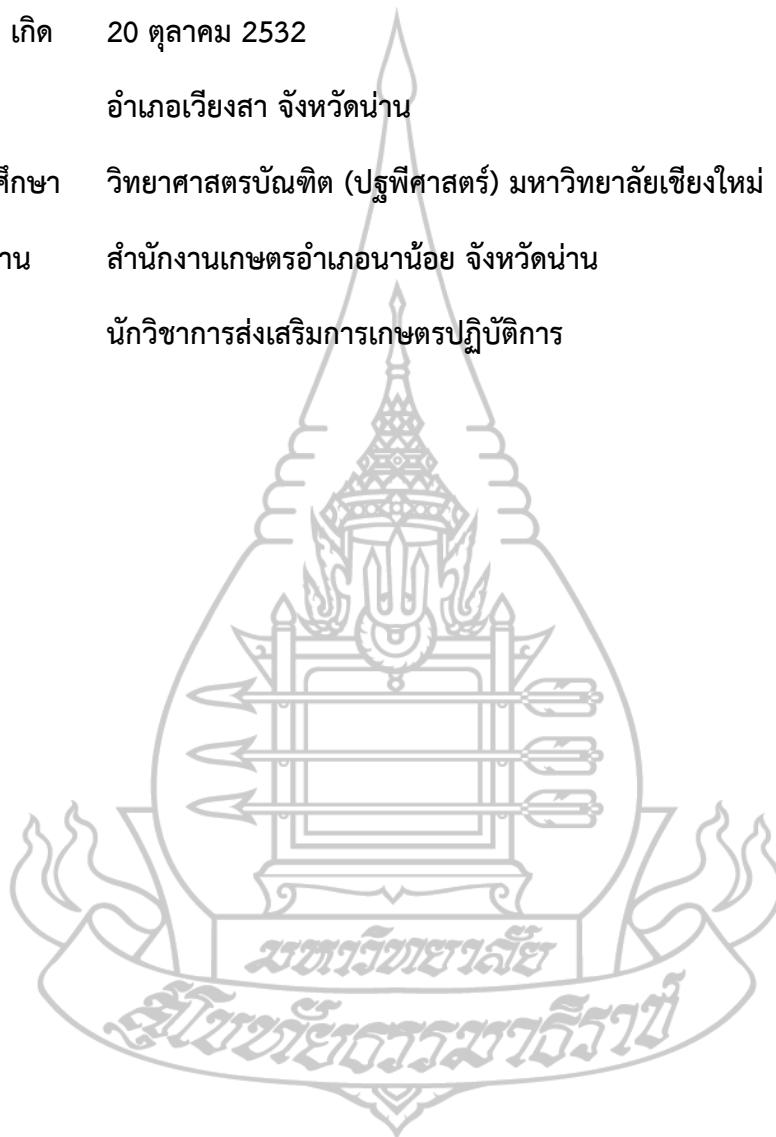 เกิด 20 ตุลาคม 2532
อำเภอเวียงสา จังหวัดน่าน
ศึกษา วิทยาศาสตรบัณฑิต (ปฐพีศาสตร์) มหาวิทยาลัยเชียงใหม่
าน สำนักงานเกษตรอำเภอนาน้อย จังหวัดน่าน
นักวิชาการส่งเสริมการเกษตรปฏิบัติการ
มหาวิทยาลัย
สุโขทัยธรรมาธิราช